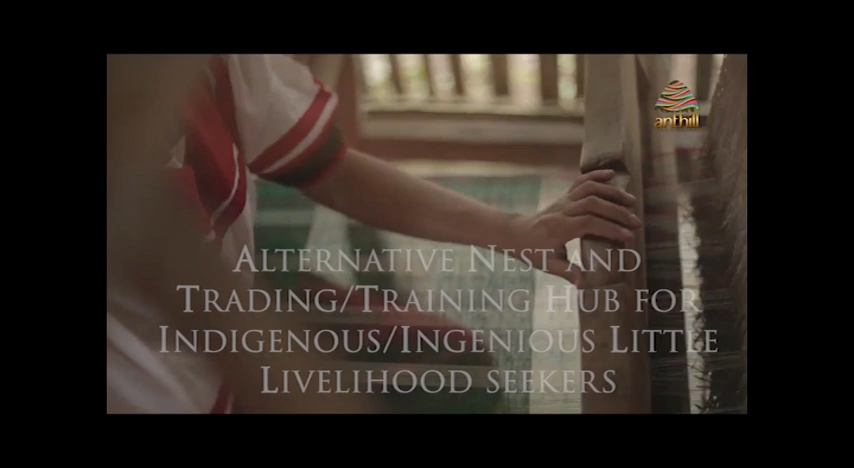 anthill
Alternative Nest and
Trading/Training Hub for
Indigenous/Ingenious Little
Livelihood seekers